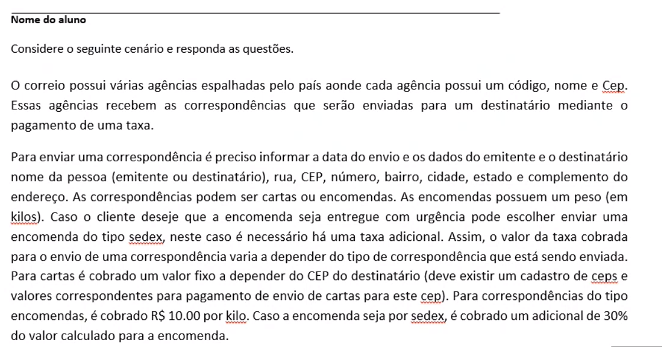 Nome do aluno
Considere o seguinte cenário e responda as questões.
O correio possui várias agências espalhadas pelo país aonde cada agência possui um código, nome e Cep.
Essas agências recebem as correspondências que serão enviadas para um destinatário mediante o
pagamento de uma taxa.
Para enviar uma correspondência é preciso informar a data do envio e os dados do emitente e o destinatário
nome da pessoa (emitente ou destinatário), rua, CEP, número, bairro, cidade, estado e complemento do
endereço. As correspondências podem ser cartas ou encomendas. As encomendas possuem um peso (em
kilos). Caso o cliente deseje que a encomenda seja entregue com urgência pode escolher enviar uma
encomenda do tipo sedex, neste caso é necessário há uma taxa adicional. Assim, o valor da taxa cobrada
para o envio de uma correspondência varia a depender do tipo de correspondência que está sendo enviada.
Para cartas é cobrado um valor fixo a depender do CEP do destinatário (deve existir um cadastro de ceps e
valores correspondentes para pagamento de envio de cartas para este cep). Para correspondências do tipo
encomendas, é cobrado R$ 10.00 por kilo. Caso a encomenda seja por sedex, é cobrado um adicional de 30%
do valor calculado para a encomenda.